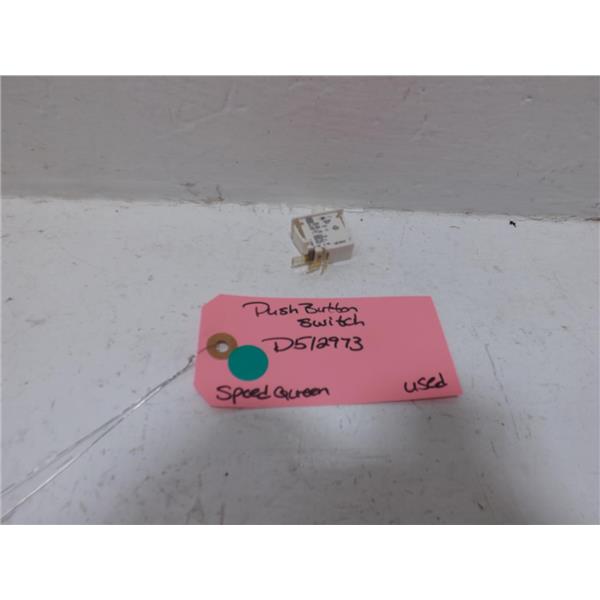 Push Button
Switch
D512973
Speed Queen
used